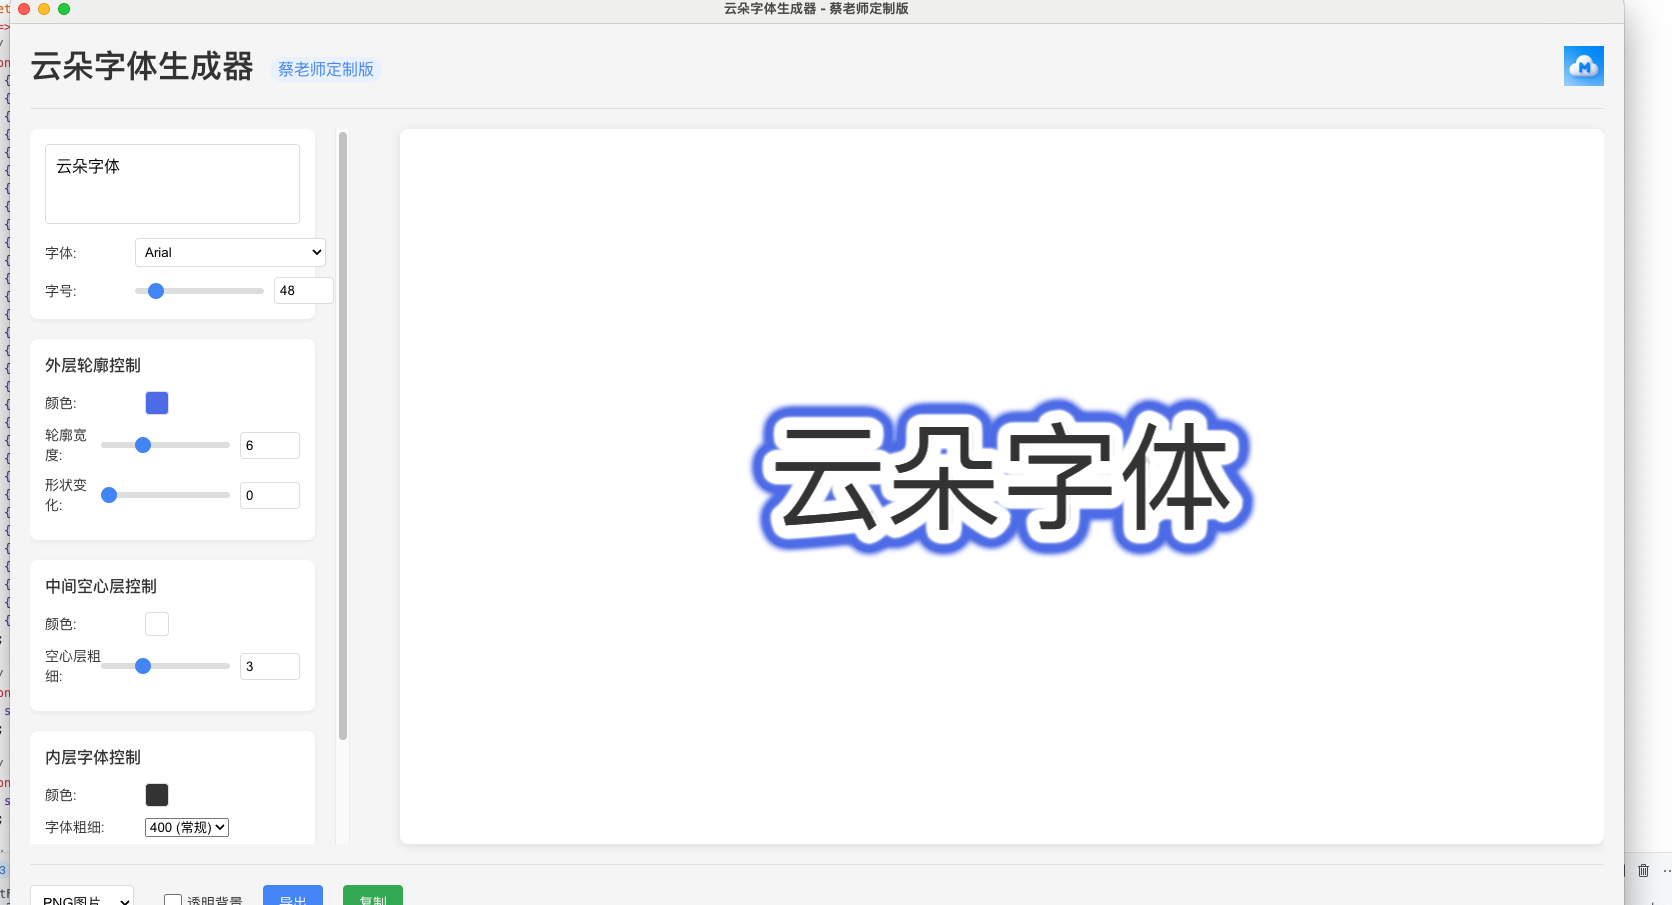 云朵字体生成器 - 蔡老师定制版
云朵字体生成器 蔡老师定制版
M
云朵字体
字体: Arial
字号: 48
外层轮廓控制
颜色:
轮廓宽度: 6
形状变化: 0
中间空心层控制
颜色:
空心层粗细: 3
内层字体控制
颜色:
字体粗细: 400 (常规)
云朵字体
PNG图片 透明背景 导出 复制